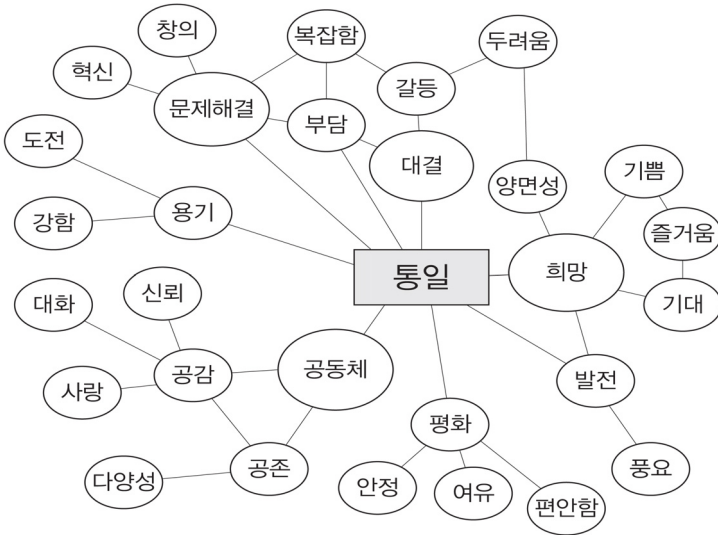 창의
복잡함
두려움
혁신
갈등
문제해결
부담
도전
대결
기쁨
양면성
강함
용기
즐거움
통일
희망
대화
신뢰
기대
공감
공동체
발전
사랑
평화
다양성
공존
안정
여유
편안함
풍요